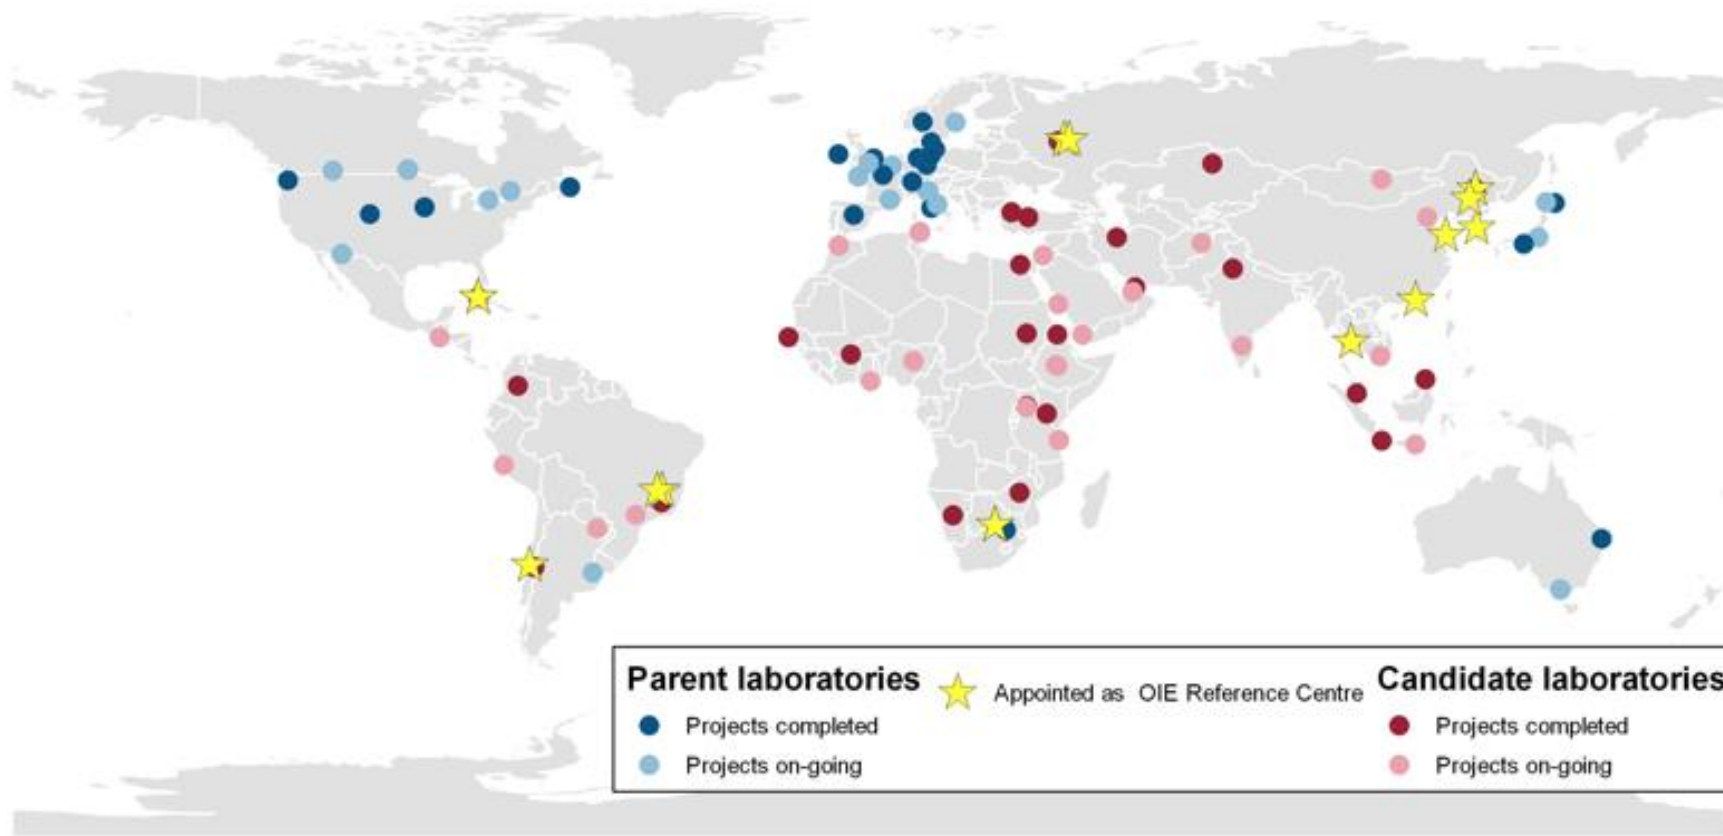 Parent laboratories
Projects completed
Projects on-going
Appointed as OIE Reference Centre
Candidate laboratories
Projects completed
Projects on-going